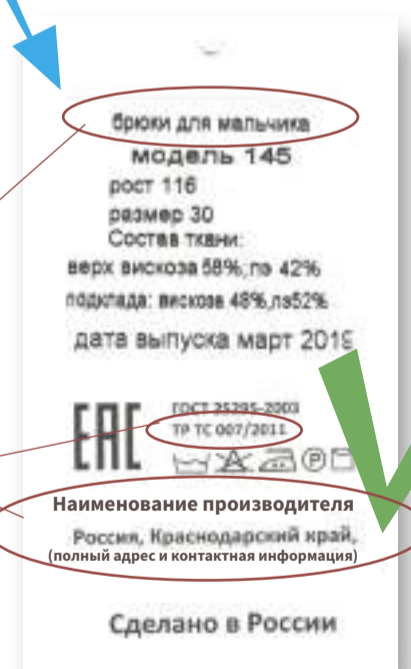 брюки для мальчика
модель 145
рост 116
размер 30
Состав ткани:
верх вискоза 58%, пэ 42%
подклада: вискоза 48%,пэ52%
дата выпуска март 2019
ЕАС
ГОСТ 25295-2003
ТР ТС 007/2011
P
Наименование производителя
Россия, Краснодарский край,
(полный адрес и контактная информация)
Сделано в России